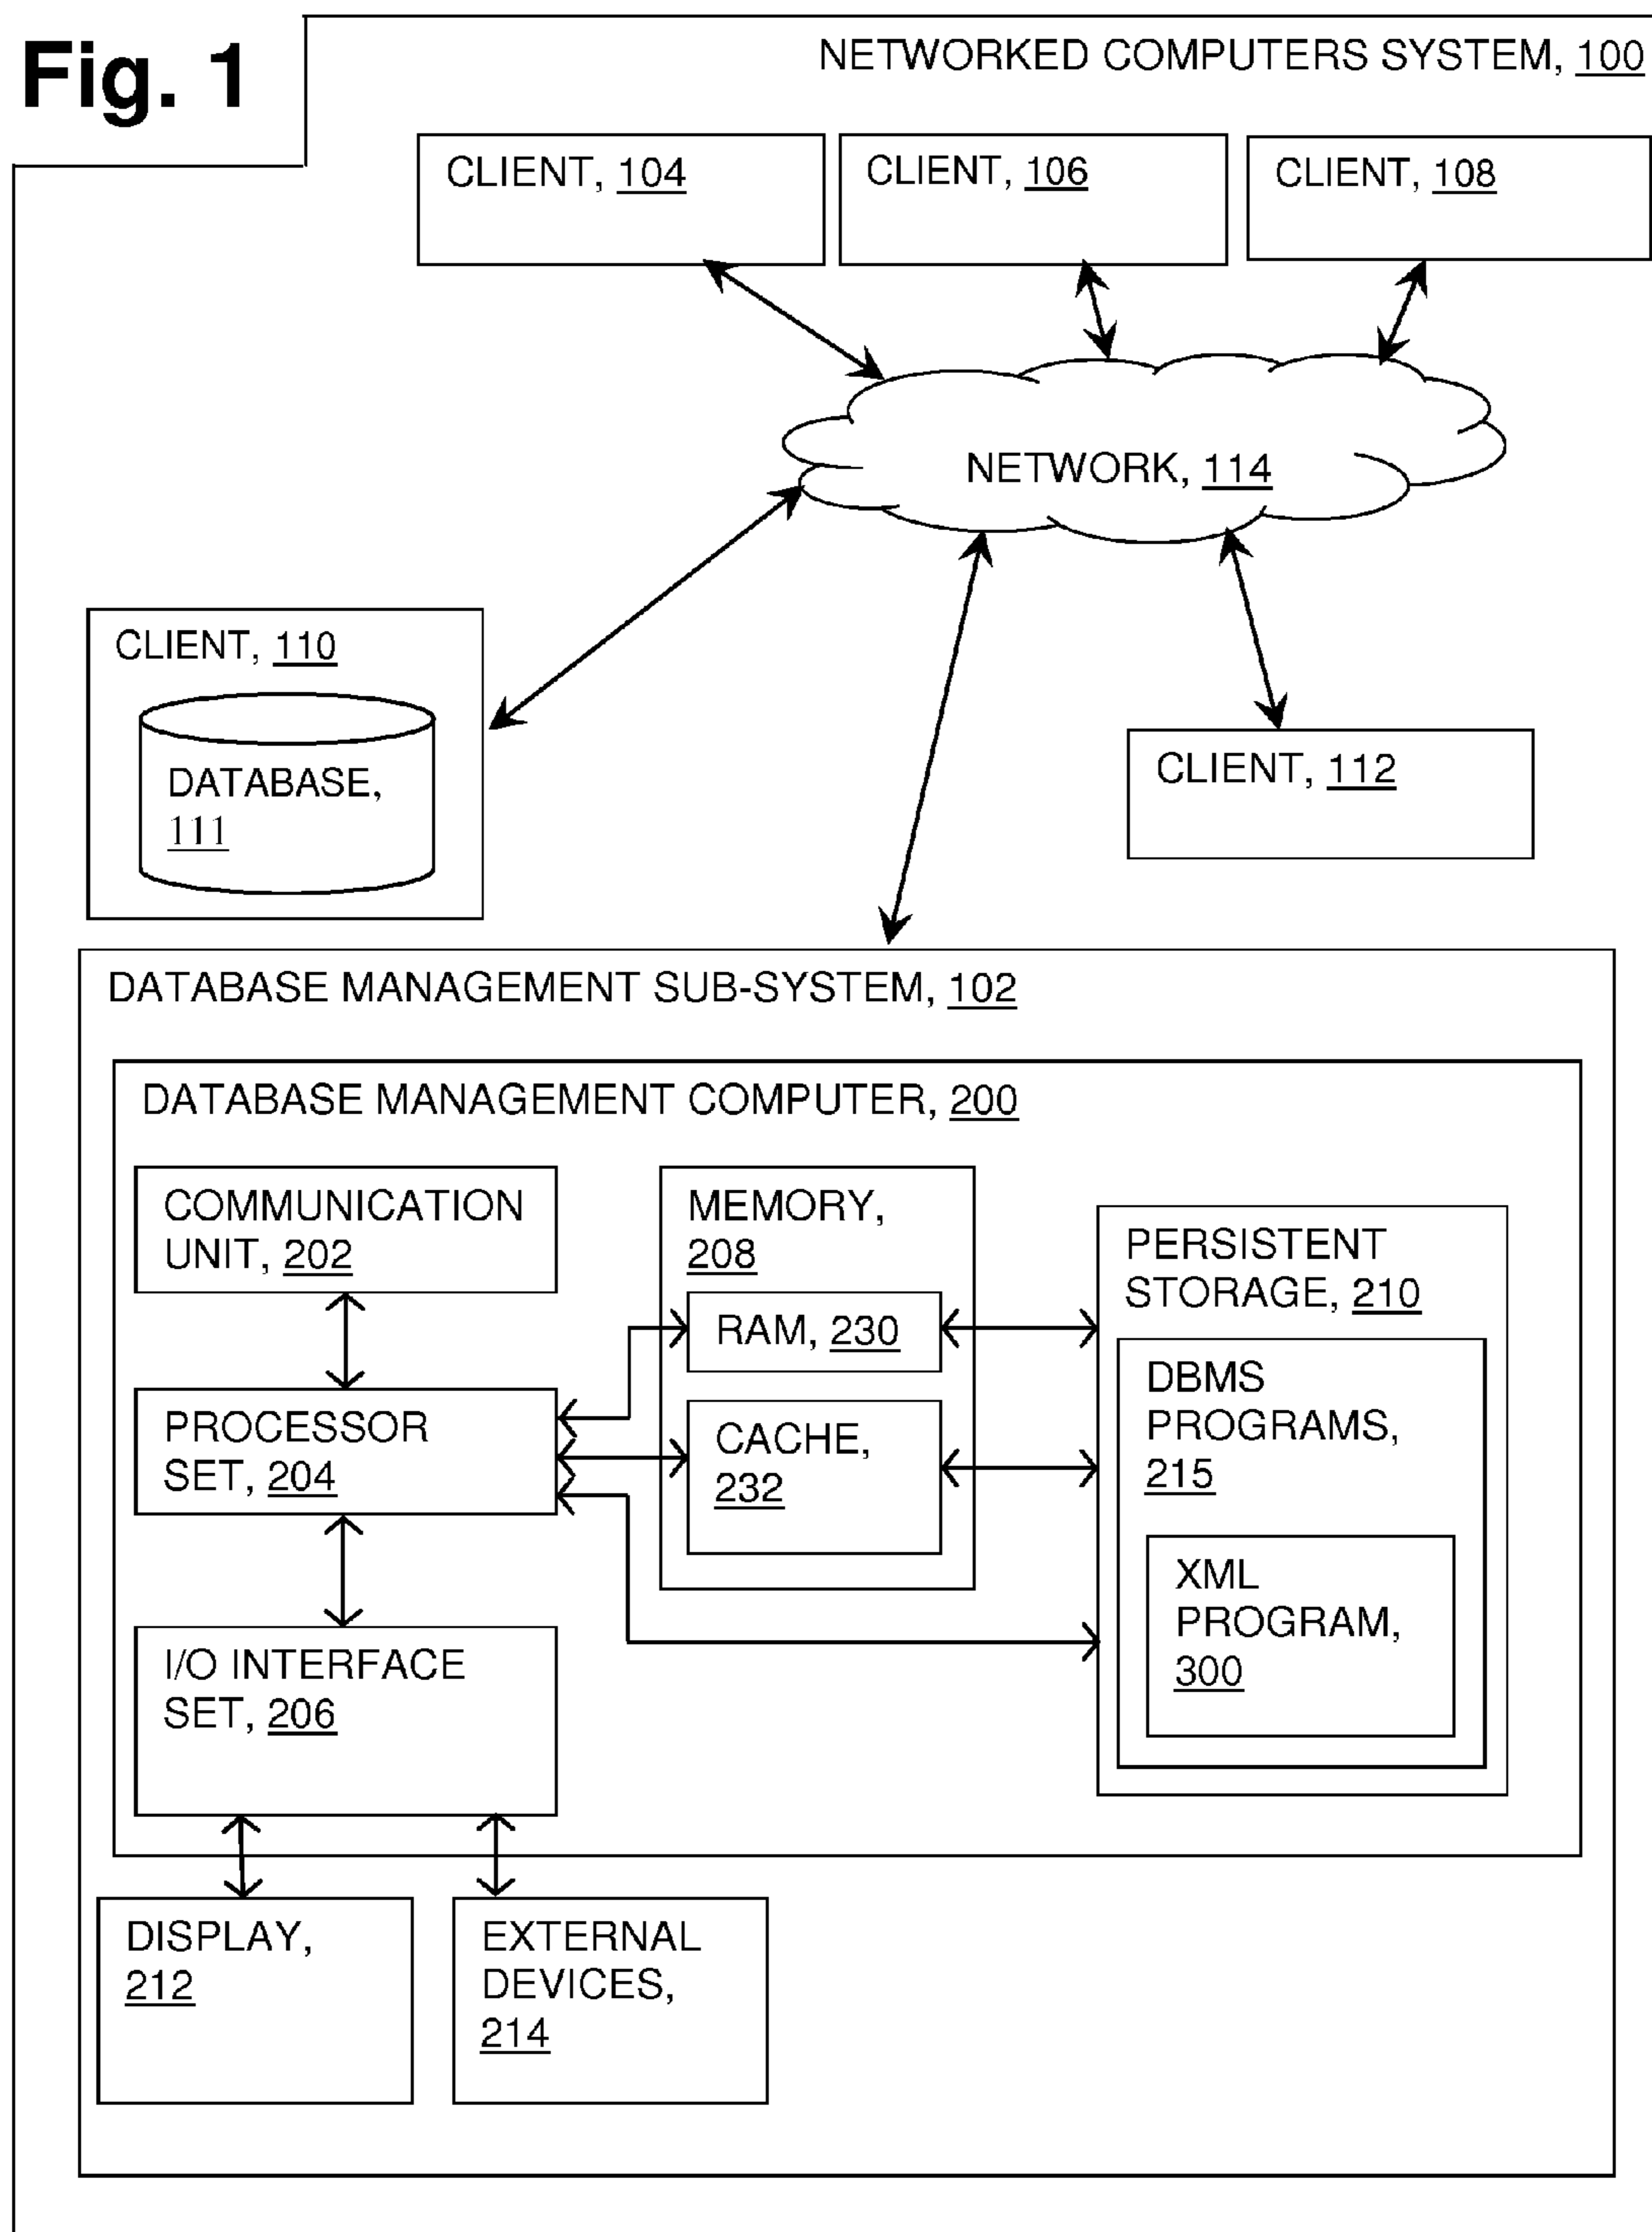 Fig. 1
NETWORKED COMPUTERS SYSTEM, 100
CLIENT, 104
CLIENT, 106
CLIENT, 108
NETWORK, 114
CLIENT, 110
DATABASE,
111
CLIENT, 112
DATABASE MANAGEMENT SUB-SYSTEM, 102
DATABASE MANAGEMENT COMPUTER, 200
COMMUNICATION
UNIT, 202
MEMORY,
208
RAM, 230
CACHE,
232
PERSISTENT
STORAGE, 210
DBMS
PROGRAMS,
215
XML
PROGRAM,
300
PROCESSOR
SET, 204
I/O INTERFACE
SET, 206
DISPLAY,
212
EXTERNAL
DEVICES,
214